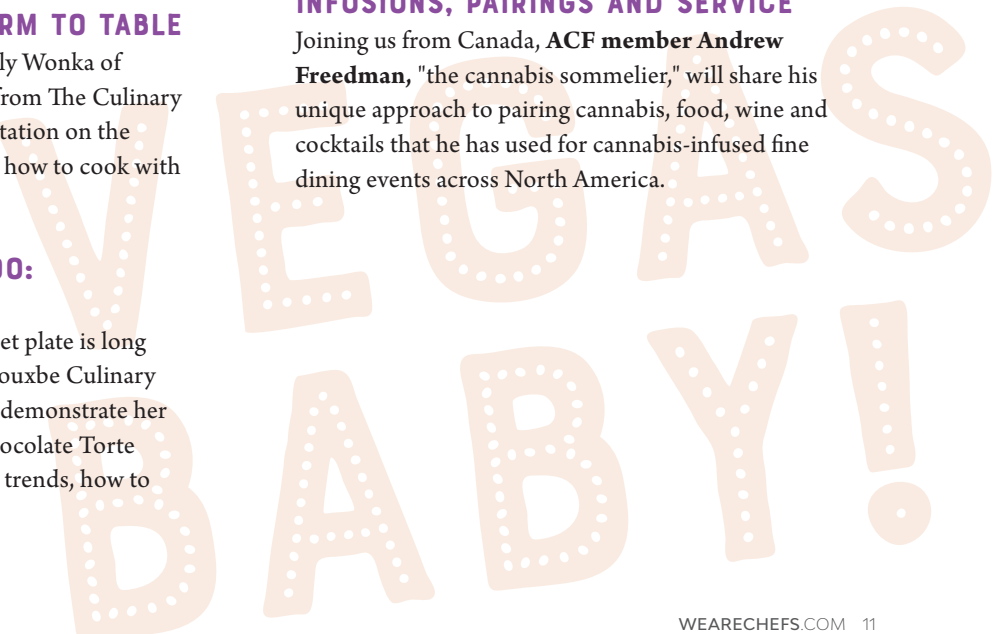 RM TO TABLE
ly Wonka of
from The Culinary
tation on the
how to cook with
OO:
et plate is long
ouxbe Culinary
demonstrate her
ocolate Torte
trends, how to
INFUSIONS, PAIRINGS AND SERVICE
Joining us from Canada, ACF member Andrew
Freedman, "the cannabis sommelier," will share his
unique approach to pairing cannabis, food, wine and
cocktails that he has used for cannabis-infused fine
dining events across North America.
VEGAS
BABY!
WEARECHEFS.COM 11